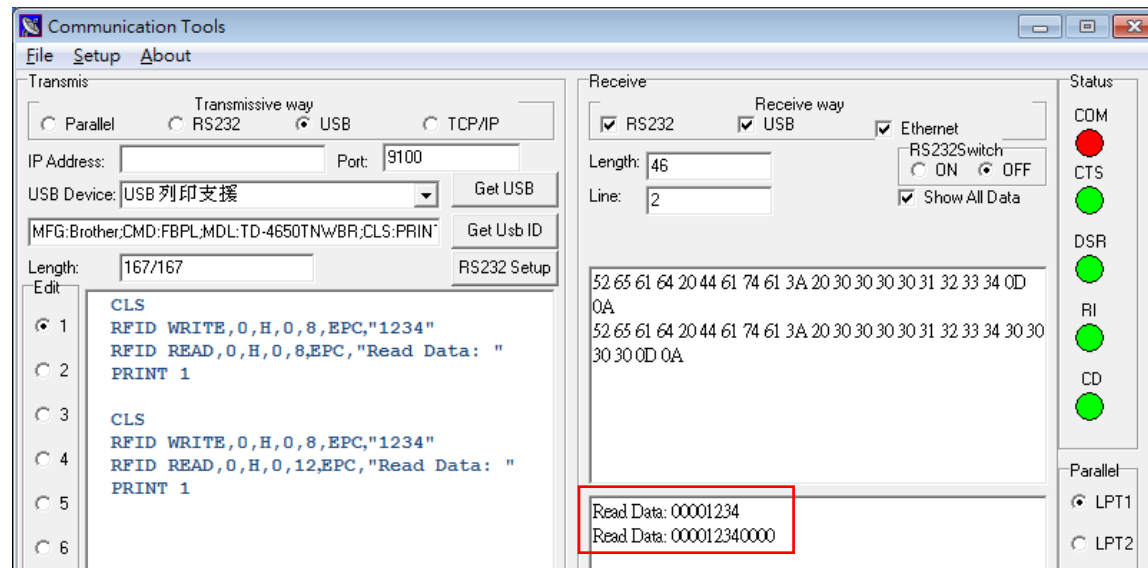 Communication Tools
File Setup About
Transmis
Transmissive way
Parallel RS232 USB TCP/IP
IP Address: Port: 9100
USB Device: USB 列印支援 Get USB
MFG:Brother;CMD:FBPL;MDL:TD-4650TNWBR;CLS:PRIN Get Usb ID
Length: 167/167 RS232 Setup
Edit
1
2
3
4
5
6
CLS
RFID WRITE,0,H,0,8,EPC,"1234"
RFID READ,0,H,0,8,EPC,"Read Data: "
PRINT 1
CLS
RFID WRITE,0,H,0,8,EPC,"1234"
RFID READ,0,H,0,12,EPC,"Read Data: "
PRINT 1
Receive
Receive way
RS232 USB Ethernet
Length: 46
RS232Switch
ON OFF
Line: 2
Show All Data
52 65 61 64 20 44 61 74 61 3A 20 30 30 30 30 31 32 33 34 0D
0A
52 65 61 64 20 44 61 74 61 3A 20 30 30 30 30 31 32 33 34 30 30
30 30 0D 0A
Read Data: 00001234
Read Data: 000012340000
Status
COM
CTS
DSR
RI
CD
Parallel
LPT1
LPT2